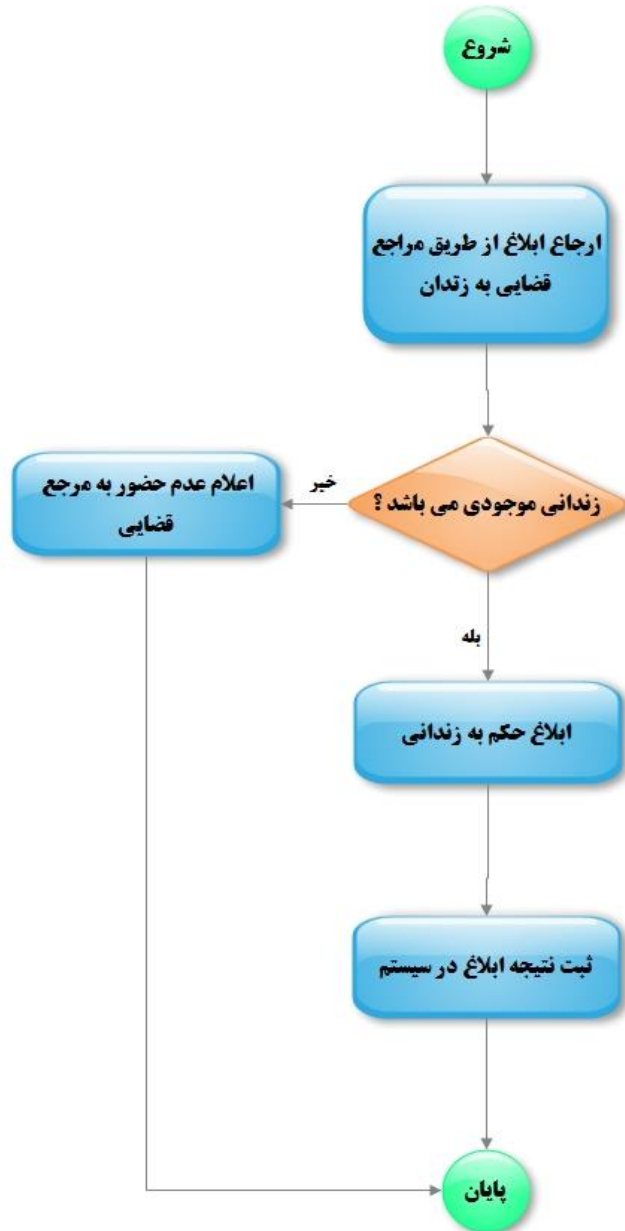 شروع
ارجاع ابلاغ از طریق مراجع
قضایی به زتدان
زندانی موجودی می باشد ؟
خیر
اعلام عدم حضور به مرجع
قضایی
بله
ابلاغ حکم به زندانی
ثبت نتیجه ابلاغ در سیستم
پایان